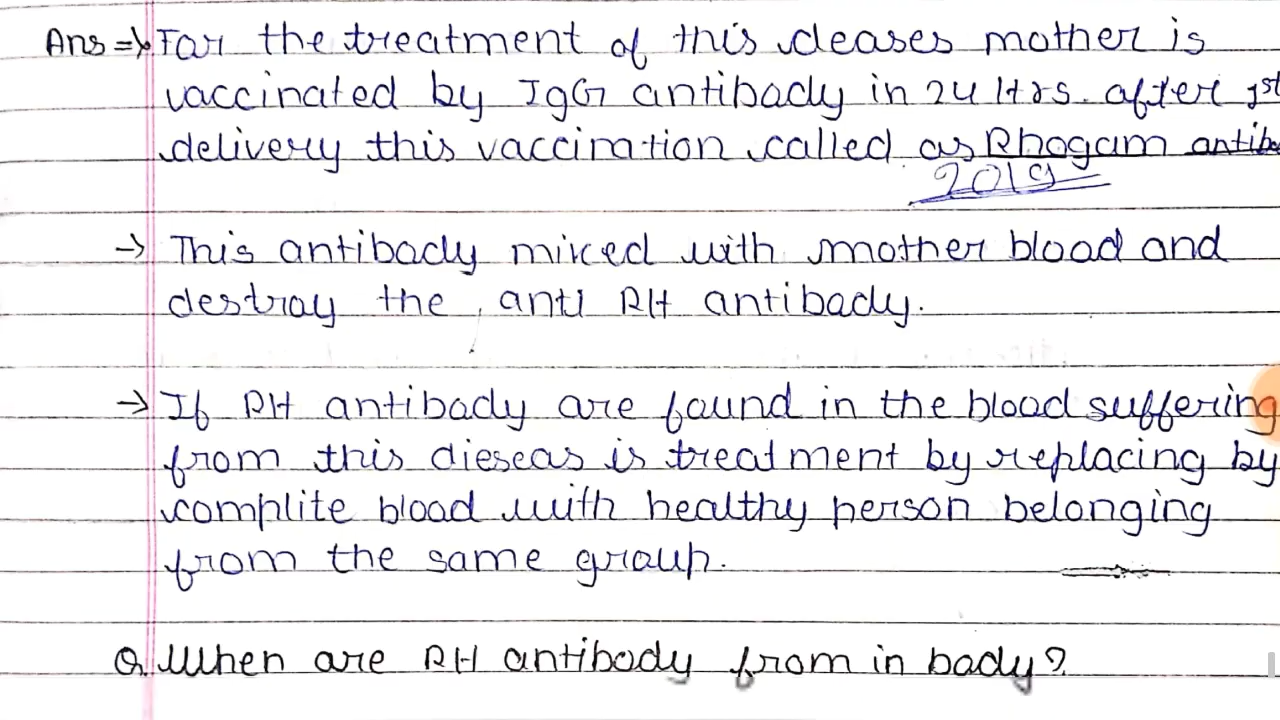 Ans ⇒ For the treatment of this deases mother is
vaccinated by IgG antibody in 24 Hrs. after 1st
delivery this vaccination called as Rhogam antibo
2019
→ This antibody mixed with mother blood and
destroy the anti RH antibody.
→ If RH antibody are found in the blood suffering
from this dieseas is treatment by replacing by
complite blood with healthy person belonging
from the same group.
Q. When are RH antibody from in body?